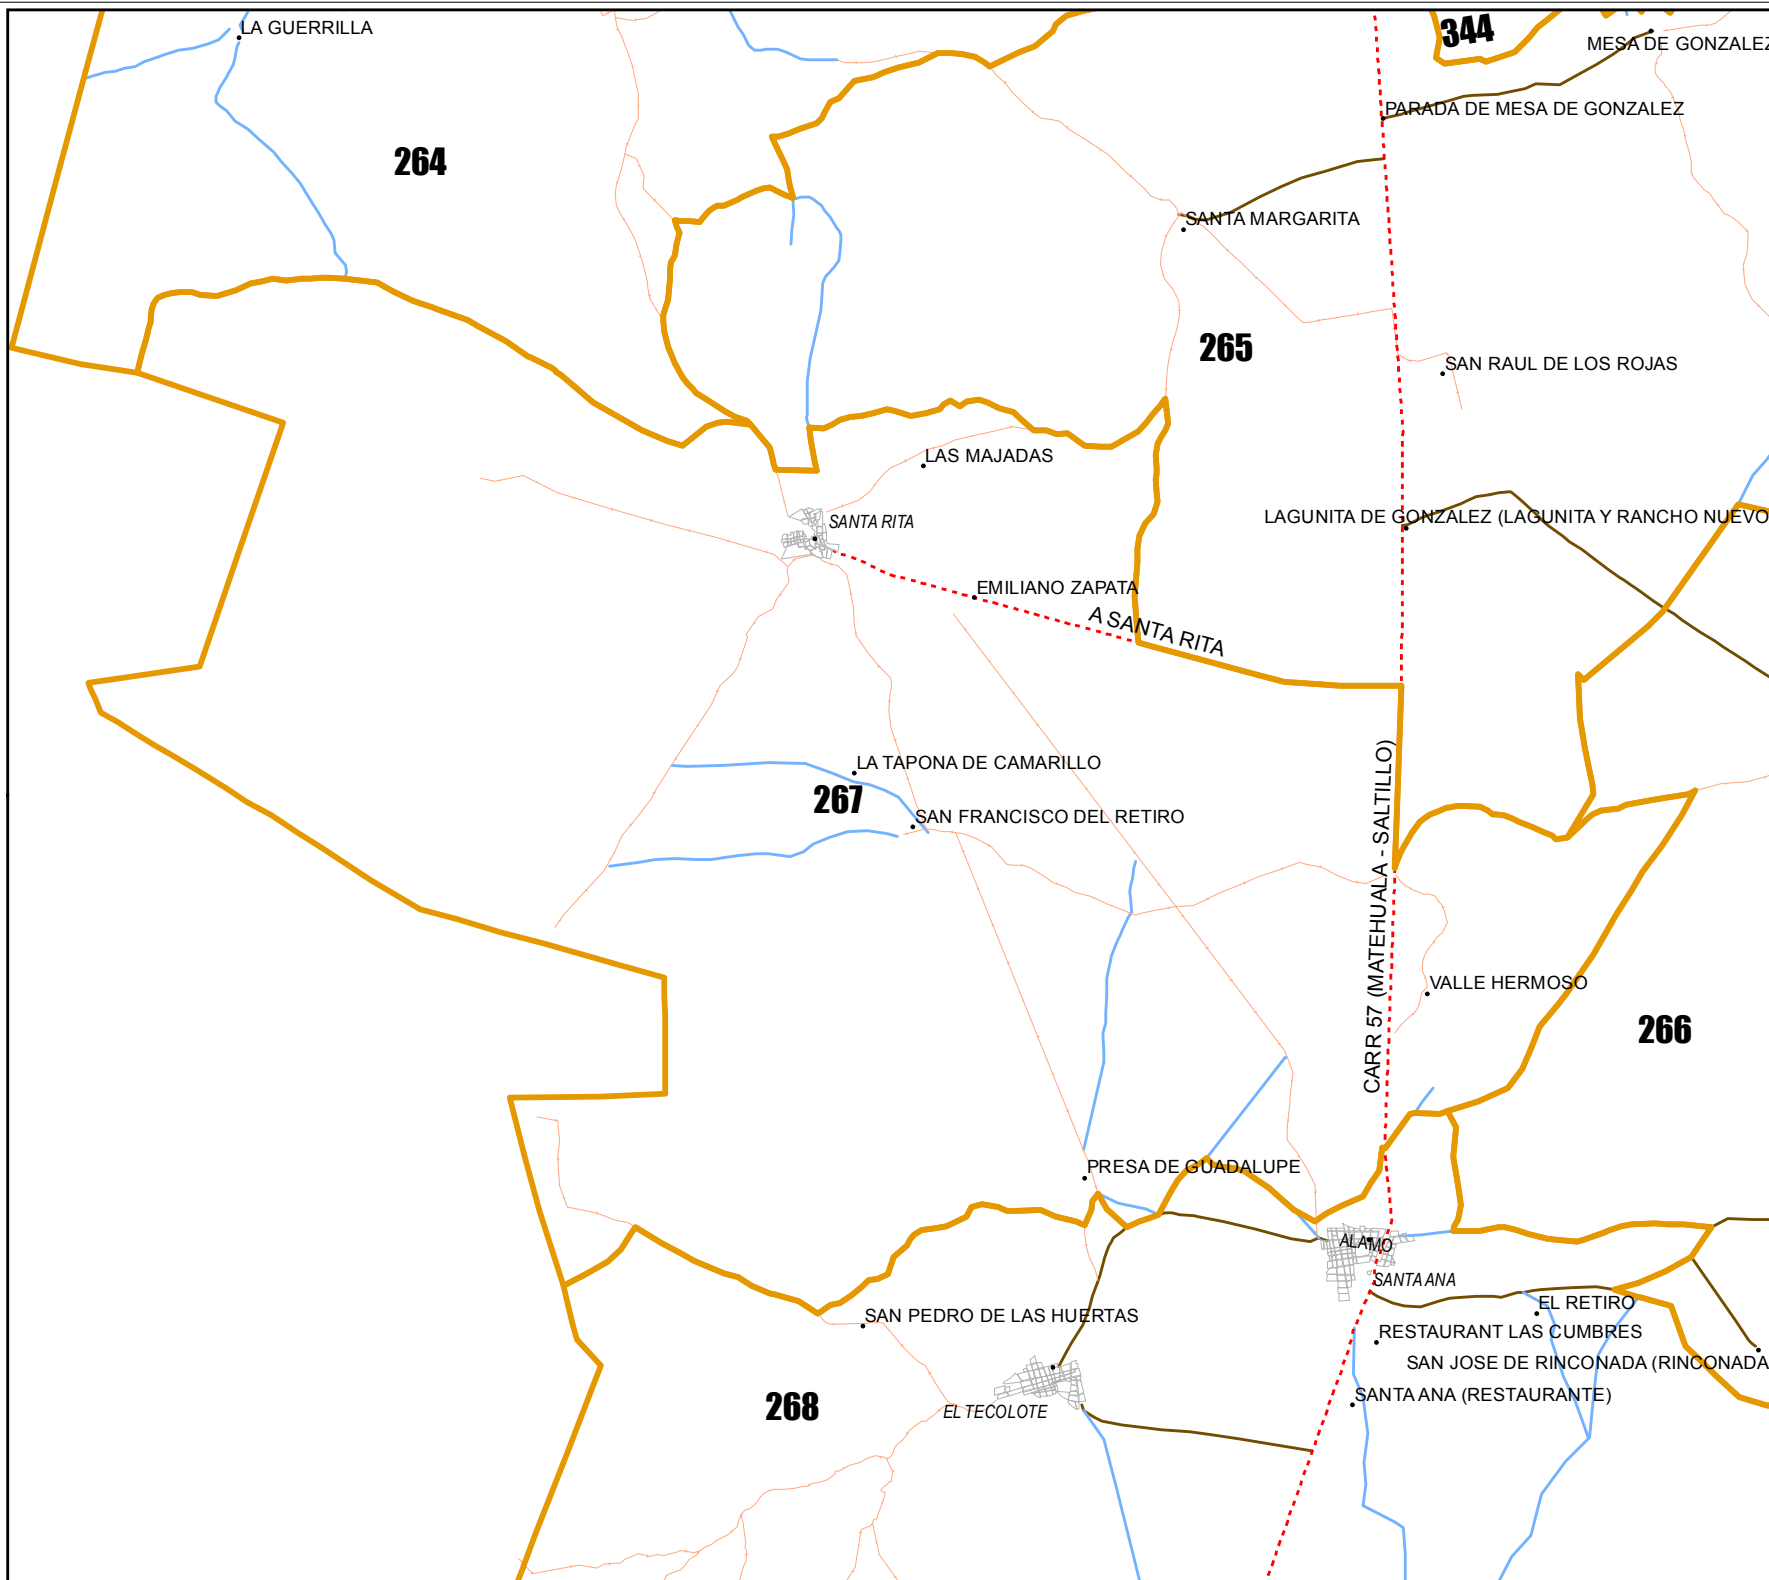 LA GUERRILLA
344
MESA DE GONZALEZ
PARADA DE MESA DE GONZALEZ
264
SANTA MARGARITA
265
SAN RAUL DE LOS ROJAS
LAS MAJADAS
SANTA RITA
LAGUNITA DE GONZALEZ (LAGUNITA Y RANCHO NUEVO
EMILIANO ZAPATA
A SANTA RITA
LA TAPONA DE CAMARILLO
267
SAN FRANCISCO DEL RETIRO
CARR 57 (MATEHUALA - SALTILLO)
VALLE HERMOSO
266
PRESA DE GUADALUPE
ALAMO
SANTA ANA
EL RETIRO
SAN PEDRO DE LAS HUERTAS
RESTAURANT LAS CUMBRES
SAN JOSE DE RINCONADA (RINCONADA
SANTA ANA (RESTAURANTE)
268
EL TECOLOTE